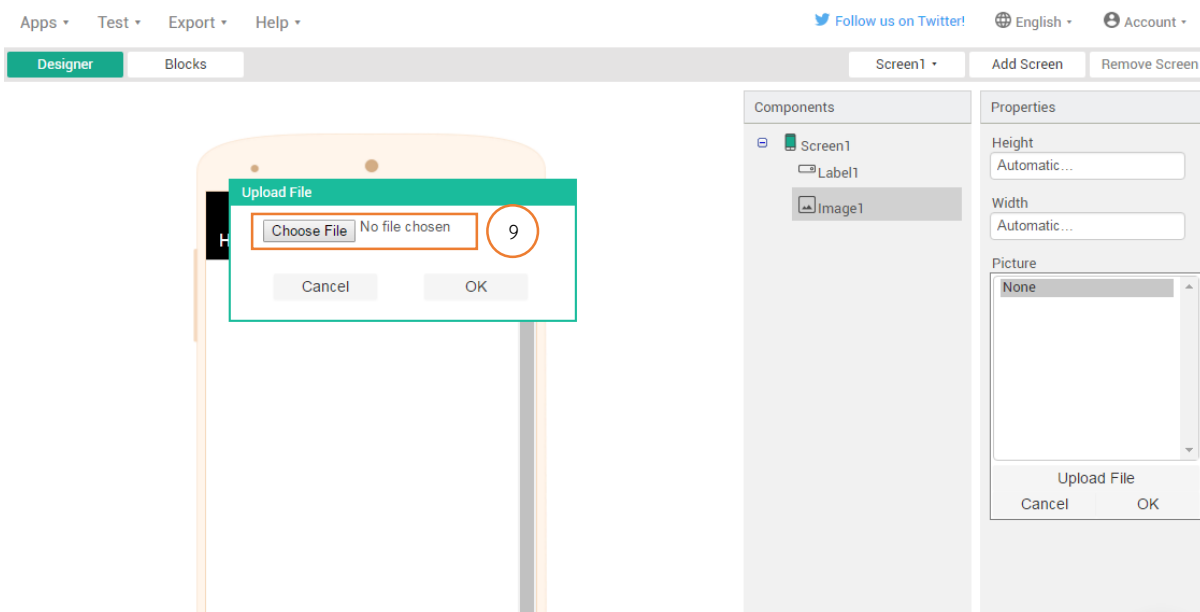 Apps Test Export Help Follow us on Twitter! English Account
Designer Blocks Screen1 Add Screen Remove Screen
Components
Screen1
Label1
Image1
Properties
Height
Automatic...
Width
Automatic...
Picture
None
Upload File
Cancel OK
Upload File
Choose File No file chosen 9
Cancel OK
H